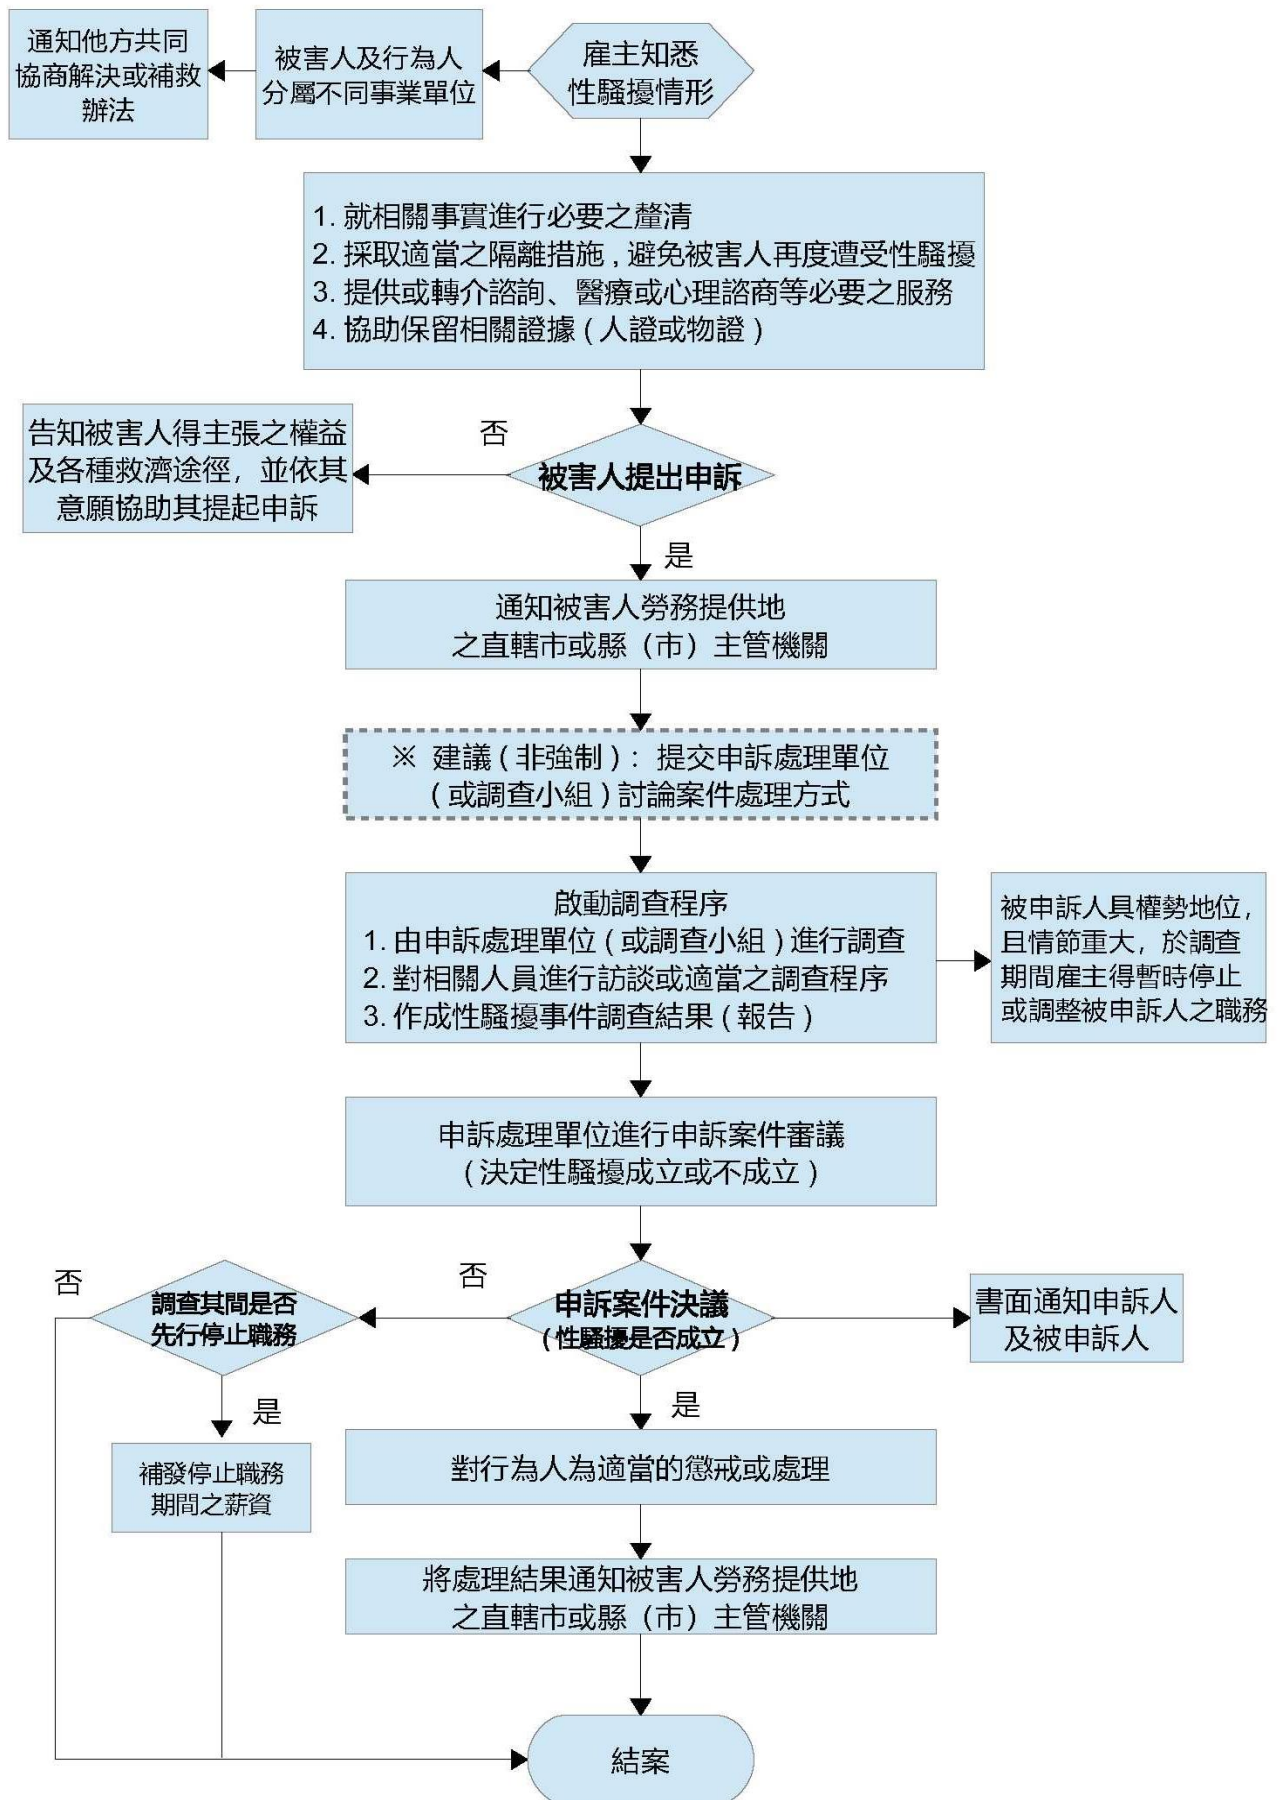 通知他方共同
協商解決或補救
辦法
被害人及行為人
分屬不同事業單位
雇主知悉
性騷擾情形
1. 就相關事實進行必要之釐清
2. 採取適當之隔離措施，避免被害人再度遭受性騷擾
3. 提供或轉介諮詢、醫療或心理諮商等必要之服務
4. 協助保留相關證據（人證或物證）
告知被害人得主張之權益
及各種救濟途徑，並依其
意願協助其提起申訴
否
被害人提出申訴
是
通知被害人勞務提供地
之直轄市或縣（市）主管機關
※ 建議（非強制）：提交申訴處理單位
（或調查小組）討論案件處理方式
啟動調查程序
1. 由申訴處理單位（或調查小組）進行調查
2. 對相關人員進行訪談或適當之調查程序
3. 作成性騷擾事件調查結果（報告）
被申訴人具權勢地位，
且情節重大，於調查
期間雇主得暫時停止
或調整被申訴人之職務
申訴處理單位進行申訴案件審議
（決定性騷擾成立或不成立）
否
調查其間是否
先行停止職務
否
申訴案件決議
（性騷擾是否成立）
書面通知申訴人
及被申訴人
是
補發停止職務
期間之薪資
是
對行為人為適當的懲戒或處理
將處理結果通知被害人勞務提供地
之直轄市或縣（市）主管機關
結案